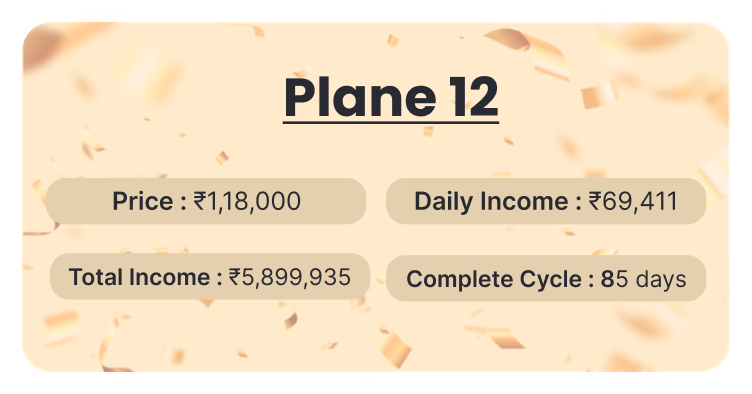 Plane 12
Price : ₹1,18,000
Daily Income : ₹69,411
Total Income : ₹5,899,935
Complete Cycle : 85 days